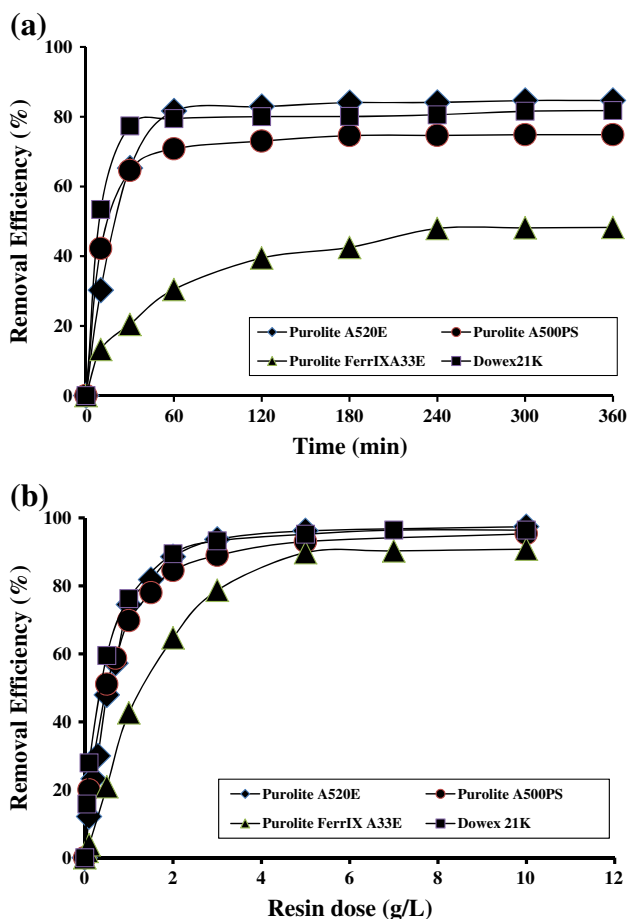 (a)
100
80
60
40
20
0
Removal Efficiency (%)
Purolite A520E
Purolite A500PS
Purolite FerrIXA33E
Dowex21K
0 60 120 180 240 300 360
Time (min)
(b)
100
80
60
40
20
0
Removal Efficiency (%)
Purolite A520E
Purolite A500PS
Purolite FerrIX A33E
Dowex 21K
0 2 4 6 8 10 12
Resin dose (g/L)